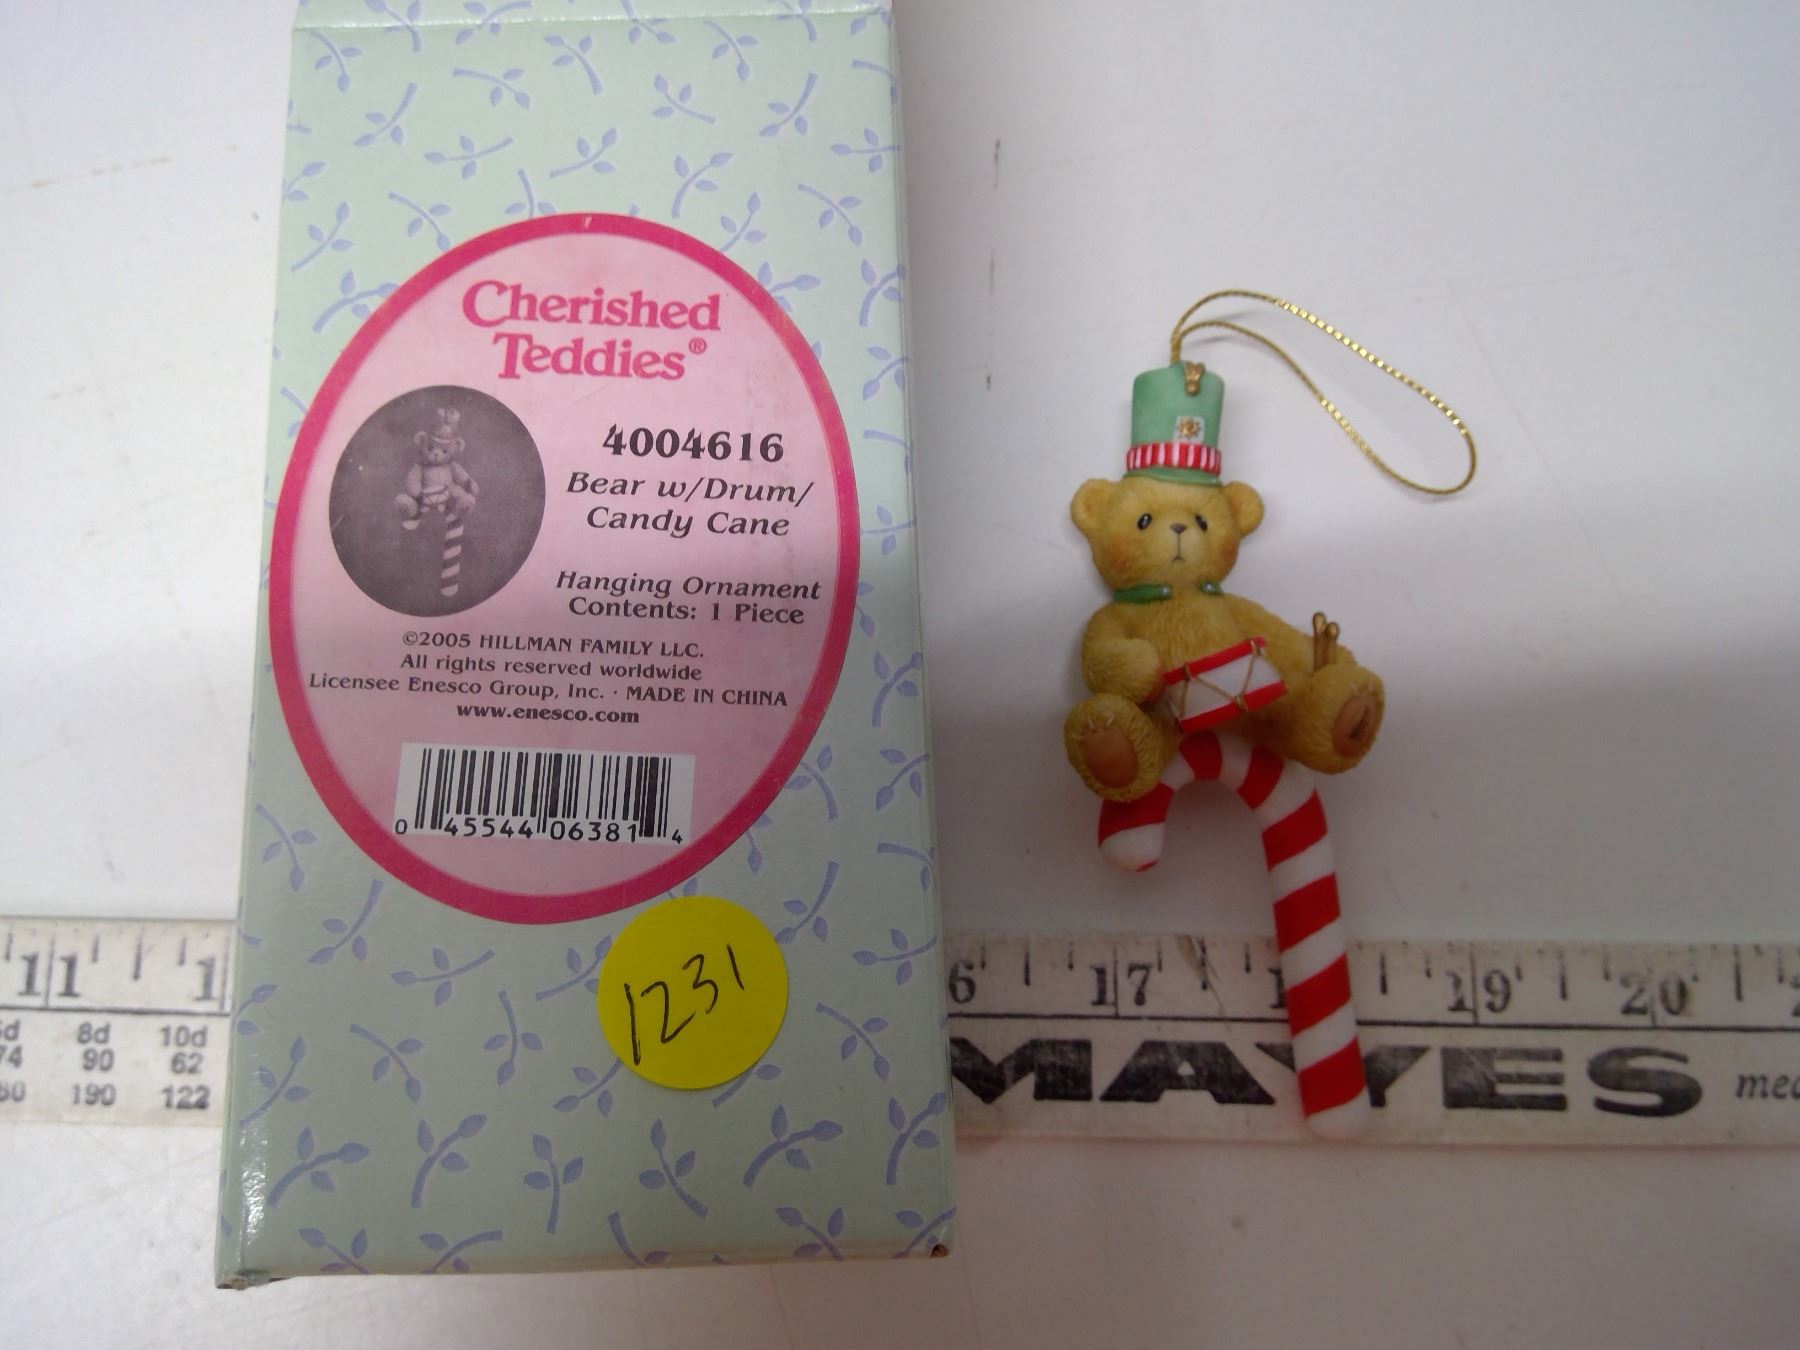 Cherished
Teddies®
4004616
Bear w/Drum/
Candy Cane
Hanging Ornament
Contents: 1 Piece
©2005 HILLMAN FAMILY LLC.
All rights reserved worldwide
Licensee Enesco Group, Inc. · MADE IN CHINA
www.enesco.com
0 45544 06381 4
1231
11 1
8d 10d
74 90 62
190 122
6 17 1 19 20
MAYES